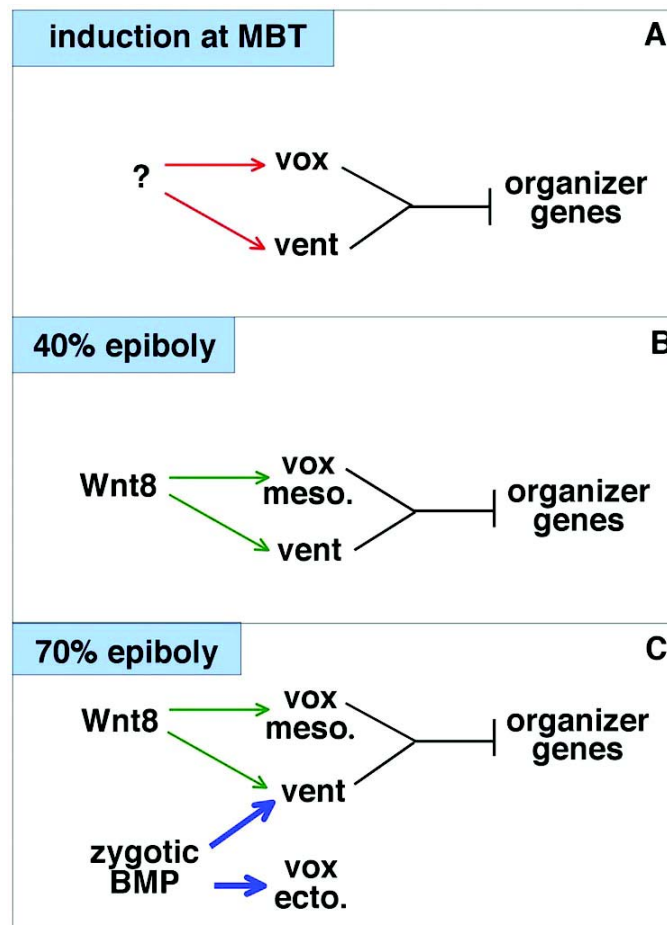 induction at MBT
A
?
vox
vent
organizer
genes
40% epiboly
B
Wnt8
vox
meso.
vent
organizer
genes
70% epiboly
C
Wnt8
vox
meso.
vent
organizer
genes
zygotic
BMP
vox
ecto.